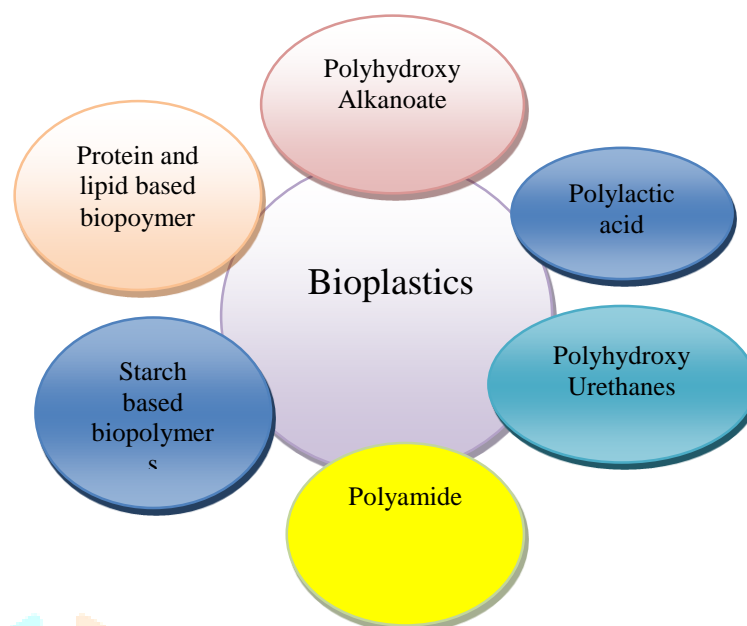 Polyhydroxy
Alkanoate
Protein and
lipid based
biopoymer
Polylactic
acid
Bioplastics
Polyhydroxy
Urethanes
Starch
based
biopolymer
s
Polyamide